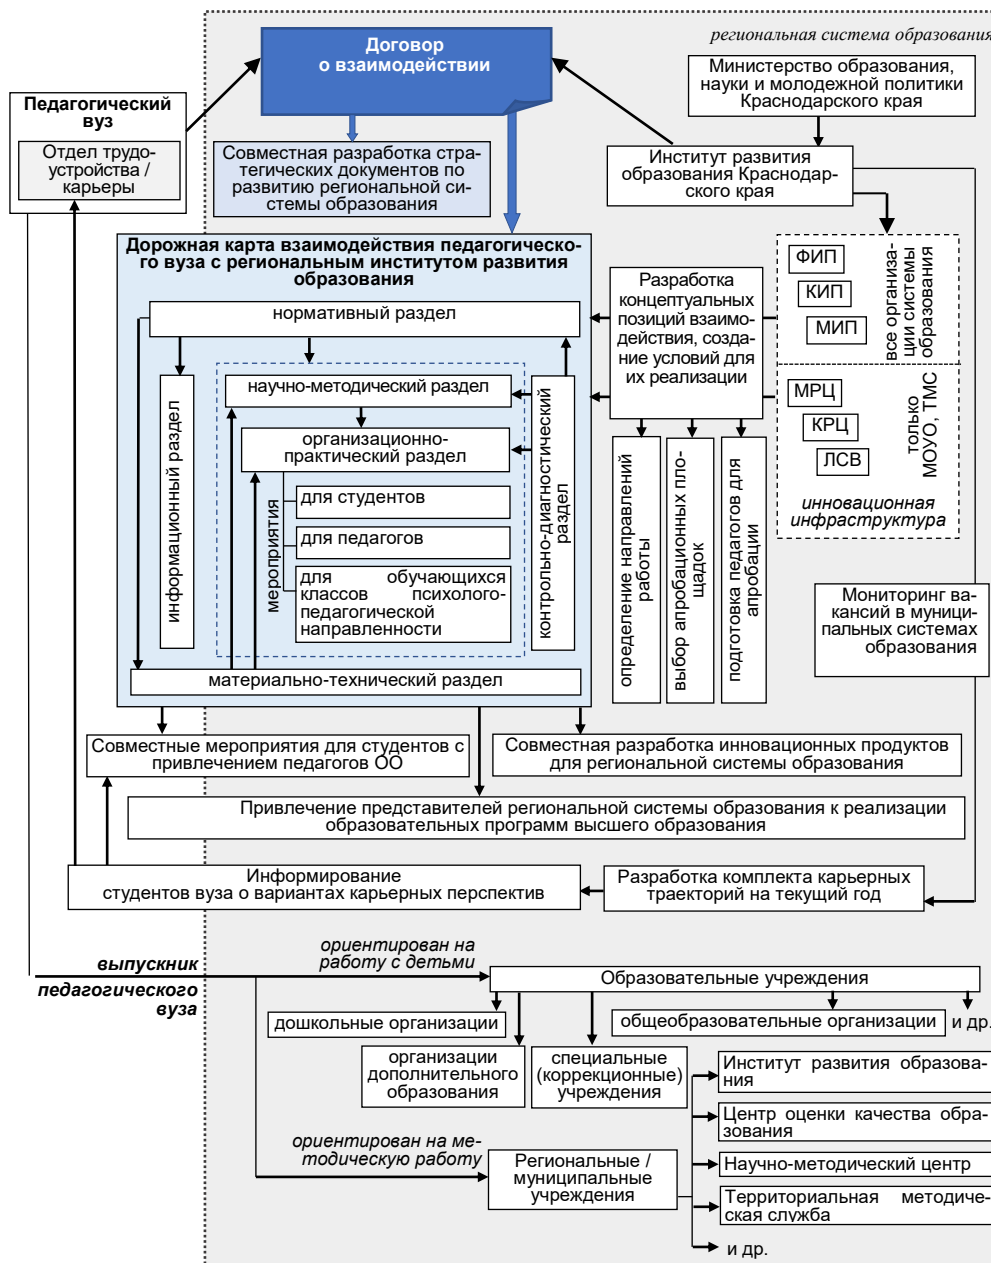 региональная система образования
Договор
о взаимодействии
Министерство образования,
науки и молодежной политики
Краснодарского края
Педагогический
вуз
Отдел трудо-
устройства /
карьеры
Совместная разработка стра-
тегических документов по
развитию региональной си-
стемы образования
Институт развития
образования Краснодар-
ского края
Дорожная карта взаимодействия педагогическо-
го вуза с региональным институтом развития
образования
нормативный раздел
информационный раздел
научно-методический раздел
организационно-
практический раздел
мероприятия
для студентов
для педагогов
для обучающихся
классов психолого-
педагогической
направленности
контрольно-диагностический
раздел
материально-технический раздел
Разработка
концептуальных
позиций взаимо-
действия, созда-
ние условий для
их реализации
определение направлений
работы
выбор апробационных пло-
щадок
подготовка педагогов для
апробации
ФИП
КИП
МИП
все организа-
ции системы
образования
МРЦ
КРЦ
ЛСВ
только
МОУО, ТМС
инновационная
инфраструктура
Мониторинг ва-
кансий в муници-
пальных системах
образования
Совместные мероприятия для студентов с
привлечением педагогов ОО
Совместная разработка инновационных продуктов
для региональной системы образования
Привлечение представителей региональной системы образования к реализации
образовательных программ высшего образования
Информирование
студентов вуза о вариантах карьерных перспектив
Разработка комплекта карьерных
траекторий на текущий год
выпускник
педагогического
вуза
ориентирован на
работу с детьми
Образовательные учреждения
дошкольные организации
организации
дополнительного
образования
специальные
(коррекционные)
учреждения
общеобразовательные организации
и др.
ориентирован на ме-
тодическую работу
Региональные /
муниципальные
учреждения
Институт развития образова-
ния
Центр оценки качества обра-
зования
Научно-методический центр
Территориальная методиче-
ская служба
и др.